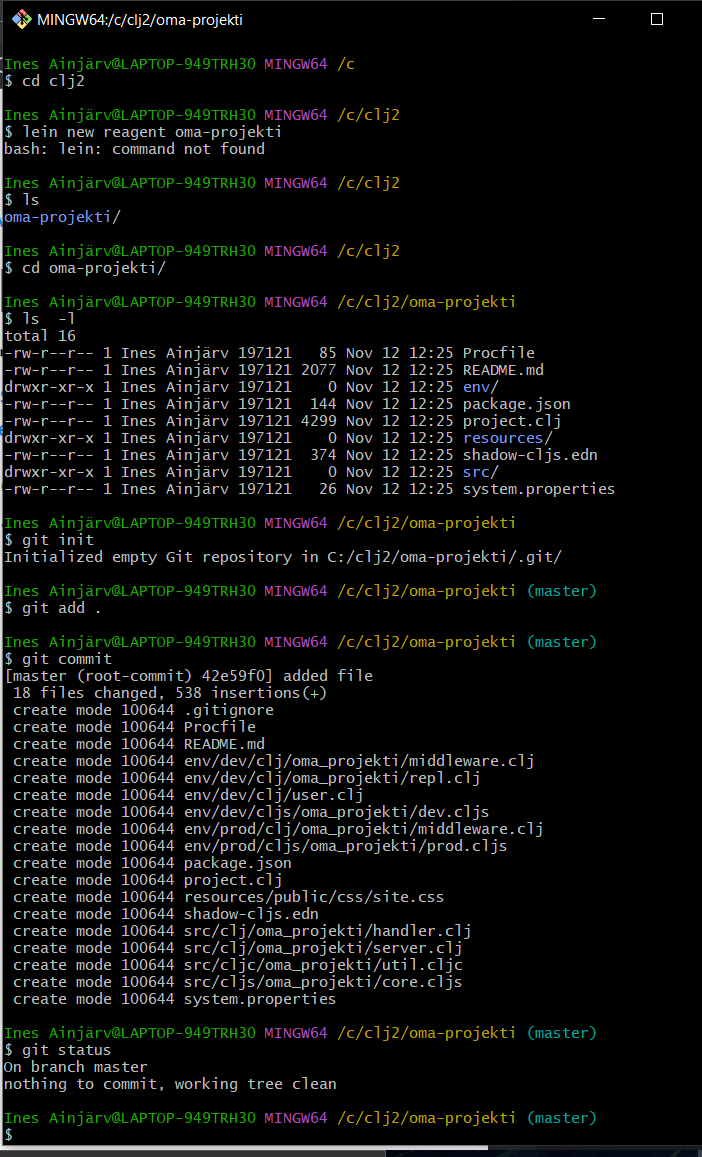 MINGW64:/c/clj2/oma-projekti
Ines Ainjärv@LAPTOP-949TRH3O MINGW64 /c
$ cd clj2
Ines Ainjärv@LAPTOP-949TRH3O MINGW64 /c/clj2
$ lein new reagent oma-projekti
bash: lein: command not found
Ines Ainjärv@LAPTOP-949TRH3O MINGW64 /c/clj2
$ ls
oma-projekti/
Ines Ainjärv@LAPTOP-949TRH3O MINGW64 /c/clj2
$ cd oma-projekti/
Ines Ainjärv@LAPTOP-949TRH3O MINGW64 /c/clj2/oma-projekti
$ ls  -l
total 16
-rw-r--r-- 1 Ines Ainjärv 197121   85 Nov 12 12:25 Procfile
-rw-r--r-- 1 Ines Ainjärv 197121 2077 Nov 12 12:25 README.md
drwxr-xr-x 1 Ines Ainjärv 197121    0 Nov 12 12:25 env/
-rw-r--r-- 1 Ines Ainjärv 197121  144 Nov 12 12:25 package.json
-rw-r--r-- 1 Ines Ainjärv 197121 4299 Nov 12 12:25 project.clj
drwxr-xr-x 1 Ines Ainjärv 197121    0 Nov 12 12:25 resources/
-rw-r--r-- 1 Ines Ainjärv 197121  374 Nov 12 12:25 shadow-cljs.edn
drwxr-xr-x 1 Ines Ainjärv 197121    0 Nov 12 12:25 src/
-rw-r--r-- 1 Ines Ainjärv 197121   26 Nov 12 12:25 system.properties
Ines Ainjärv@LAPTOP-949TRH3O MINGW64 /c/clj2/oma-projekti
$ git init
Initialized empty Git repository in C:/clj2/oma-projekti/.git/
Ines Ainjärv@LAPTOP-949TRH3O MINGW64 /c/clj2/oma-projekti (master)
$ git add .
Ines Ainjärv@LAPTOP-949TRH3O MINGW64 /c/clj2/oma-projekti (master)
$ git commit
[master (root-commit) 42e59f0] added file
 18 files changed, 538 insertions(+)
 create mode 100644 .gitignore
 create mode 100644 Procfile
 create mode 100644 README.md
 create mode 100644 env/dev/clj/oma_projekti/middleware.clj
 create mode 100644 env/dev/clj/oma_projekti/repl.clj
 create mode 100644 env/dev/clj/user.clj
 create mode 100644 env/dev/cljs/oma_projekti/dev.cljs
 create mode 100644 env/prod/clj/oma_projekti/middleware.clj
 create mode 100644 env/prod/cljs/oma_projekti/prod.cljs
 create mode 100644 package.json
 create mode 100644 project.clj
 create mode 100644 resources/public/css/site.css
 create mode 100644 shadow-cljs.edn
 create mode 100644 src/clj/oma_projekti/handler.clj
 create mode 100644 src/clj/oma_projekti/server.clj
 create mode 100644 src/cljc/oma_projekti/util.cljc
 create mode 100644 src/cljs/oma_projekti/core.cljs
 create mode 100644 system.properties
Ines Ainjärv@LAPTOP-949TRH3O MINGW64 /c/clj2/oma-projekti (master)
$ git status
On branch master
nothing to commit, working tree clean
Ines Ainjärv@LAPTOP-949TRH3O MINGW64 /c/clj2/oma-projekti (master)
$